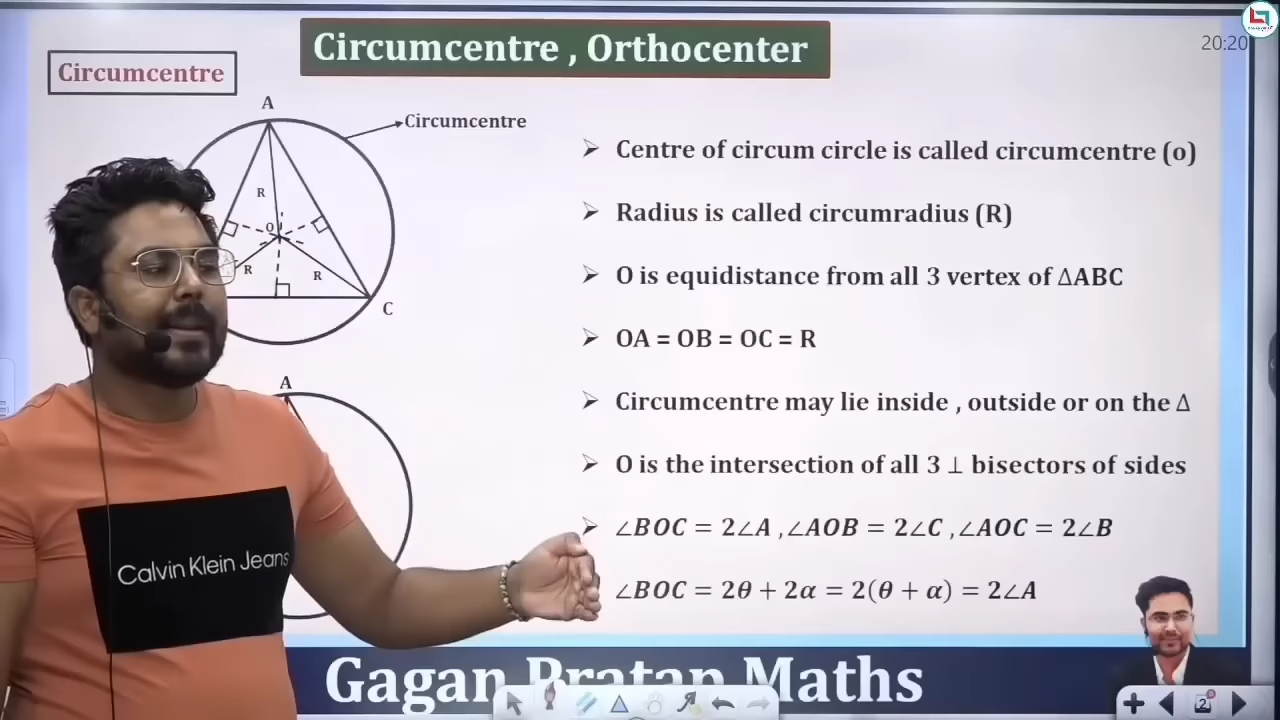 Circumcentre , Orthocenter
20:20
Circumcentre
A
Circumcentre
R
O
R
R
C
A
➢ Centre of circum circle is called circumcentre (o)
➢ Radius is called circumradius (R)
➢ O is equidistance from all 3 vertex of ∆ABC
➢ OA = OB = OC = R
➢ Circumcentre may lie inside , outside or on the ∆
➢ O is the intersection of all 3 ⊥ bisectors of sides
➢ ∠BOC = 2∠A ,∠AOB = 2∠C ,∠AOC = 2∠B
∠BOC = 2θ + 2α = 2(θ + α) = 2∠A
Calvin Klein Jeans
Gagan Pratap Maths
2